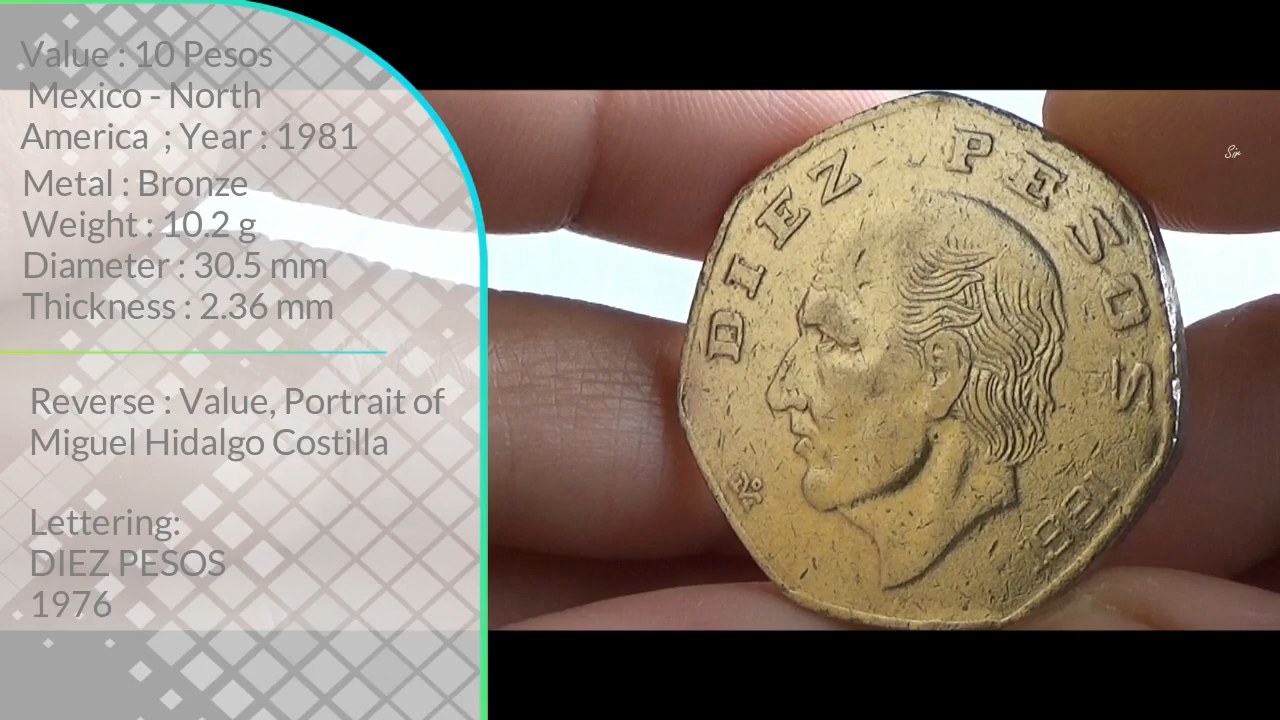 Value : 10 Pesos
Mexico - North
America ; Year : 1981
Metal : Bronze
Weight : 10.2 g
Diameter : 30.5 mm
Thickness : 2.36 mm
Reverse : Value, Portrait of
Miguel Hidalgo Costilla
Lettering:
DIEZ PESOS
1976
DIEZ PESOS
Sir